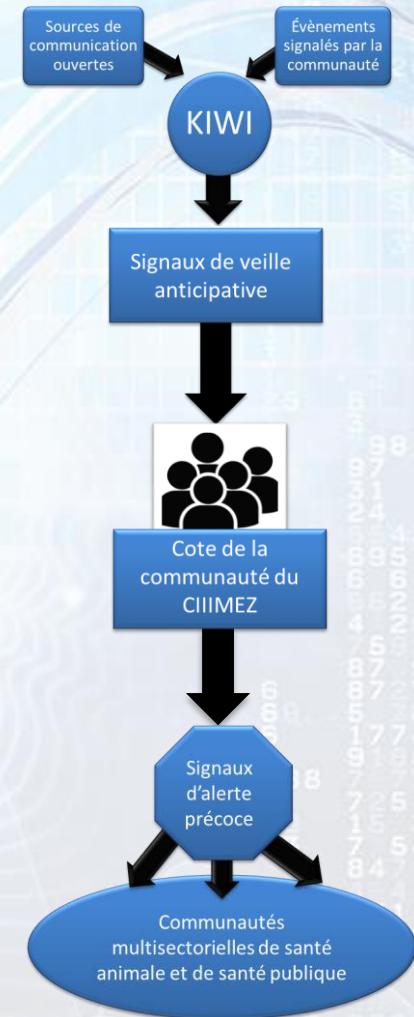 Sources de
communication
ouvertes
Évènements
signalés par la
communauté
KIWI
Signaux de veille
anticipative
Cote de la
communauté du
CIIIMEZ
Signaux
d'alerte
précoce
Communautés
multisectorielles de santé
animale et de santé publique